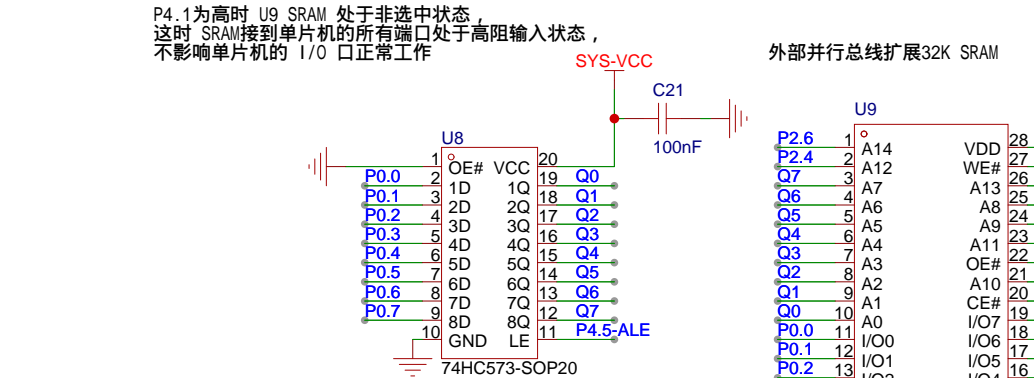 P4.1为高时 U9 SRAM 处于非选中状态，
这时 SRAM接到单片机的所有端口处于高阻输入状态，
不影响单片机的 I/O 口正常工作
外部并行总线扩展32K SRAM
SYS-VCC
C21
100nF
U8
1 OE# VCC 20
P0.0 2 1D 1Q 19 Q0
P0.1 3 2D 2Q 18 Q1
P0.2 4 3D 3Q 17 Q2
P0.3 5 4D 4Q 16 Q3
P0.4 6 5D 5Q 15 Q4
P0.5 7 6D 6Q 14 Q5
P0.6 8 7D 7Q 13 Q6
P0.7 9 8D 8Q 12 Q7
10 GND LE 11 P4.5-ALE
74HC573-SOP20
U9
P2.6 1 A14 VDD 28
P2.4 2 A12 WE# 27
Q7 3 A7 A13 26
Q6 4 A6 A8 25
Q5 5 A5 A9 24
Q4 6 A4 A11 23
Q3 7 A3 OE# 22
Q2 8 A2 A10 21
Q1 9 A1 CE# 20
Q0 10 A0 I/O7 19
P0.0 11 I/O0 I/O6 18
P0.1 12 I/O1 I/O5 17
P0.2 13 I/O2 I/O4 16